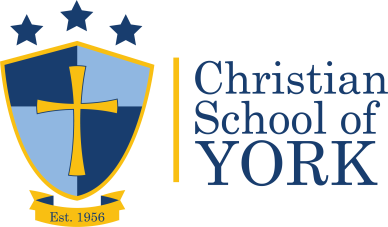 Christian
School of
YORK
Est. 1956